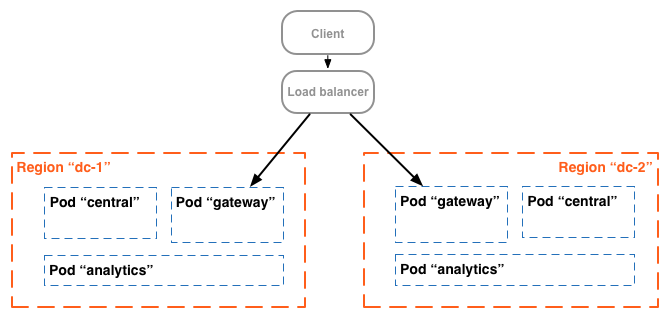 Client
Load balancer
Region “dc-1”
Pod “central”
Pod “gateway”
Pod “analytics”
Region “dc-2”
Pod “gateway”
Pod “central”
Pod “analytics”